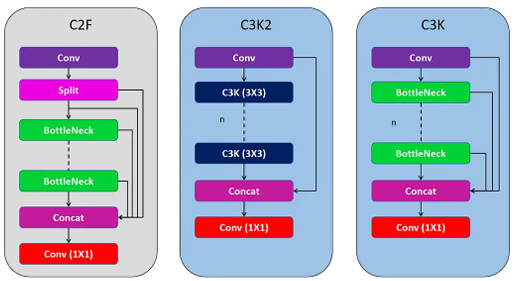 C2F
Conv
Split
BottleNeck
BottleNeck
Concat
Conv (1X1)
C3K2
Conv
C3K (3X3)
n
C3K (3X3)
Concat
Conv (1X1)
C3K
Conv
BottleNeck
n
BottleNeck
Concat
Conv (1X1)